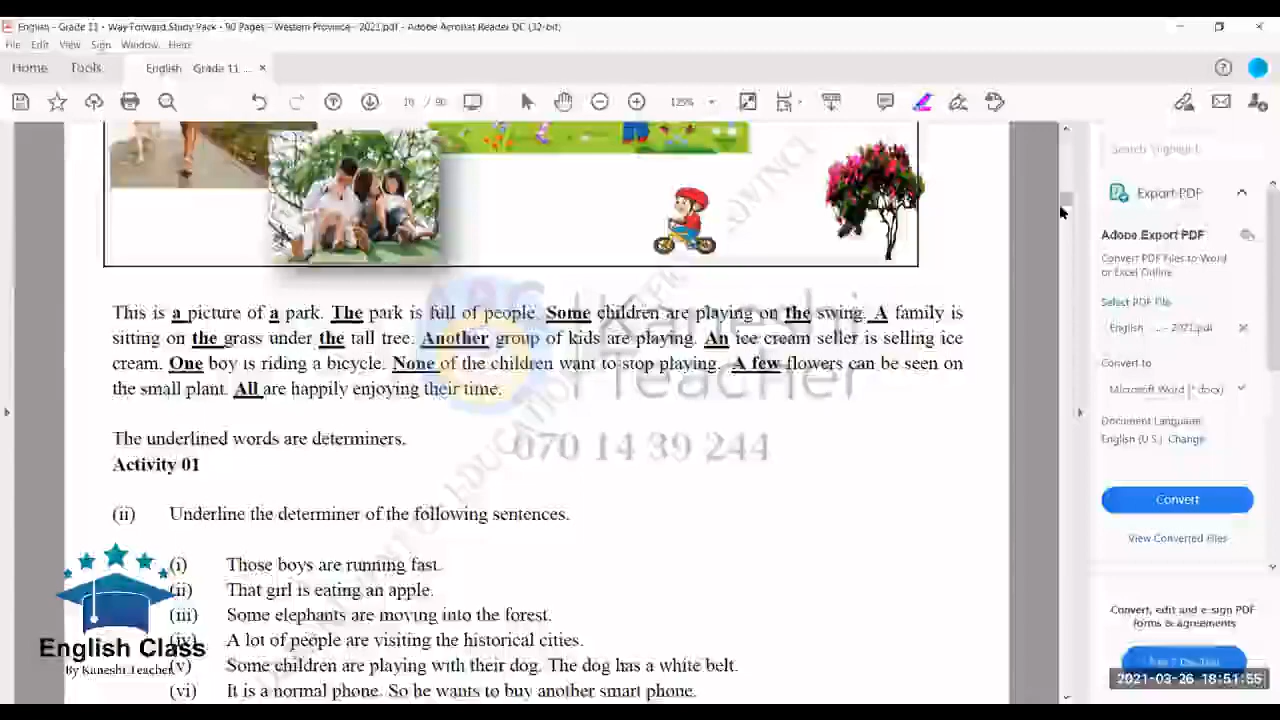 English - Grade 11 - Way Forward Study Pack - 90 Pages - Western Province - 2021.pdf - Adobe Acrobat Reader DC (32-bit)
File Edit View Sign Window Help
Home Tools English Grade 11 ... ×
/ 90 125%
Search 'Highlight'
Export PDF
Adobe Export PDF
Convert PDF Files to Word
or Excel Online
Select PDF File
English ... - 2021.pdf ×
Convert to
Microsoft Word (*.docx)
Document Language:
English (U.S.) Change
Convert
View Converted Files
Convert, edit and e-sign PDF
forms & agreements
This is a picture of a park. The park is full of people. Some children are playing on the swing. A family is
sitting on the grass under the tall tree. Another group of kids are playing. An ice cream seller is selling ice
cream. One boy is riding a bicycle. None of the children want to stop playing. A few flowers can be seen on
the small plant. All are happily enjoying their time.
The underlined words are determiners.
Activity 01
(ii) Underline the determiner of the following sentences.
(i) Those boys are running fast.
(ii) That girl is eating an apple.
(iii) Some elephants are moving into the forest.
(iv) A lot of people are visiting the historical cities.
(v) Some children are playing with their dog. The dog has a white belt.
(vi) It is a normal phone. So he wants to buy another smart phone.
Kaneshi
Teacher
070 14 39 244
English Class
By Kaneshi Teacher
2021-03-26 18:51:55